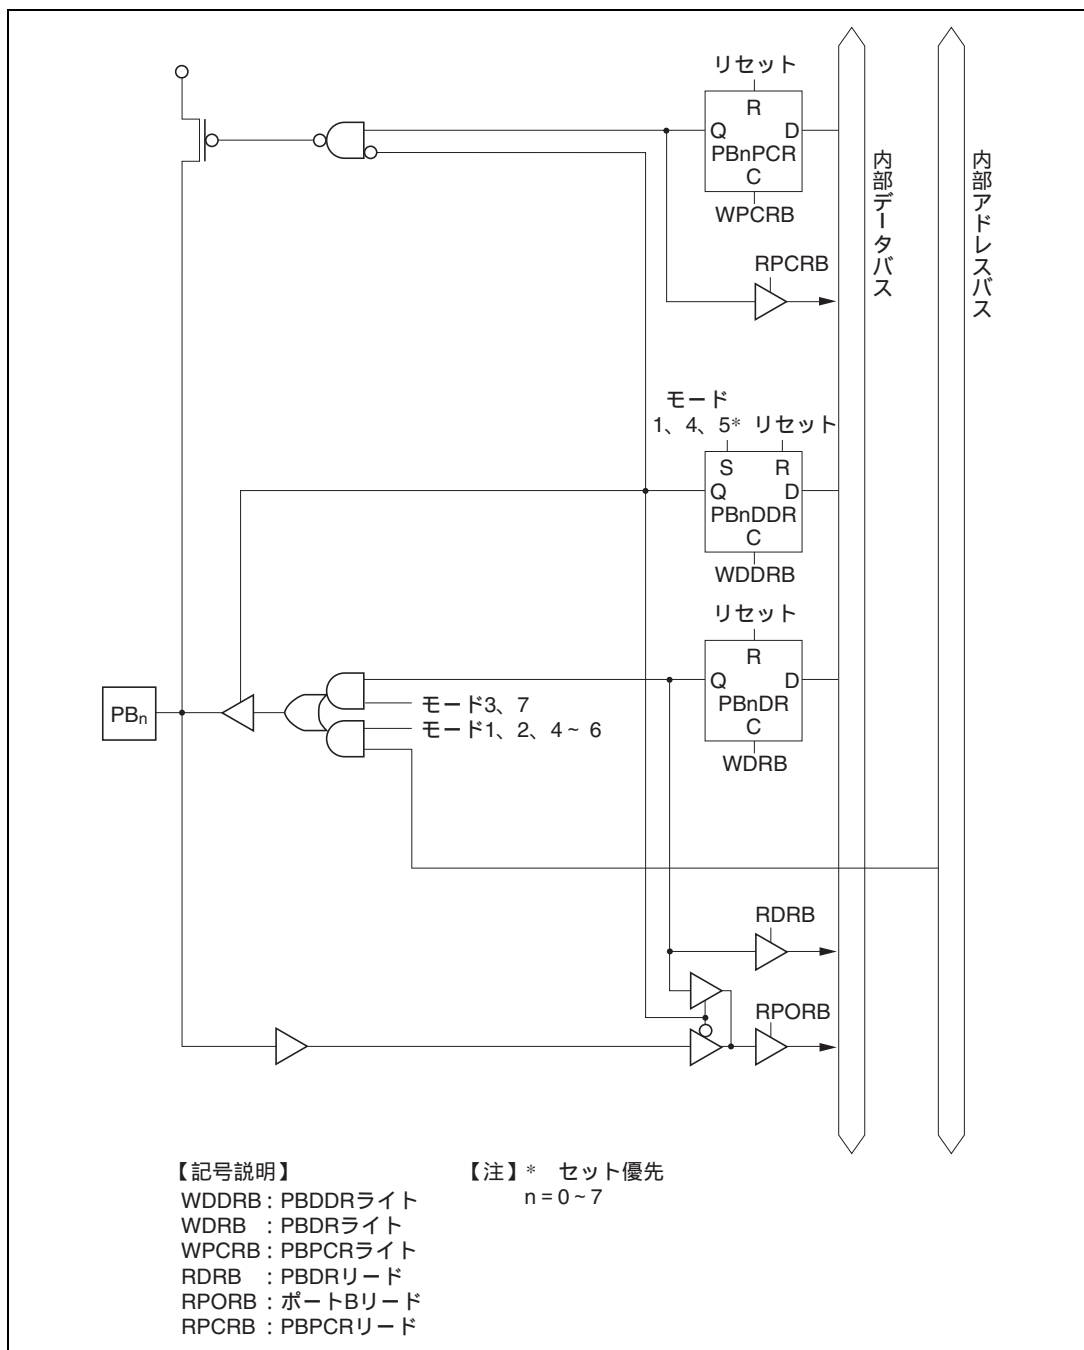 リセット
R
Q D
PBnPCR
C
WPCRB
RPCRB
内部データバス
内部アドレスバス
モード
1、4、5* リセット
S R
Q D
PBnDDR
C
WDDRB
リセット
R
Q D
PBnDR
C
WDRB
PBn
モード3、7
モード1、2、4~6
RDRB
RPORB
【記号説明】
WDDRB : PBDDRライト
WDRB : PBDRライト
WPCRB : PBPCRライト
RDRB : PBDRリード
RPORB : ポートBリード
RPCRB : PBPCRリード
【注】* セット優先
n = 0~7